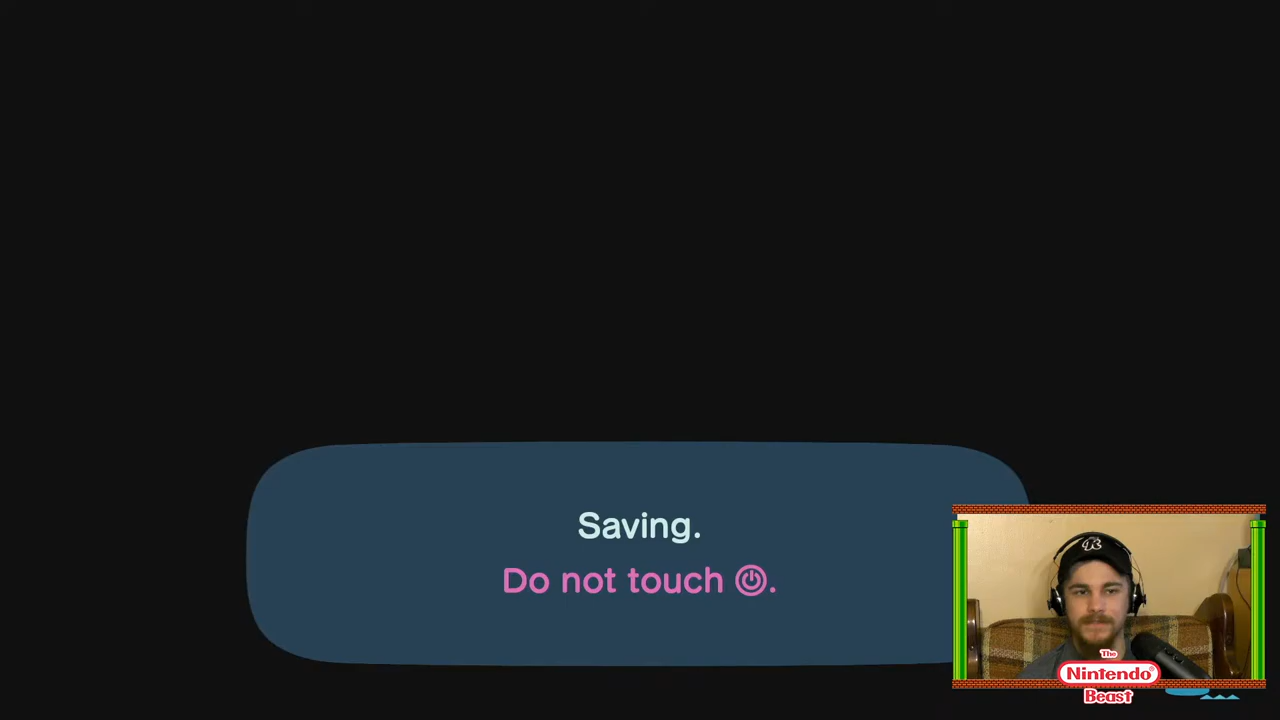 Saving.
Do not touch ⏻.
The
Nintendo®
Beast